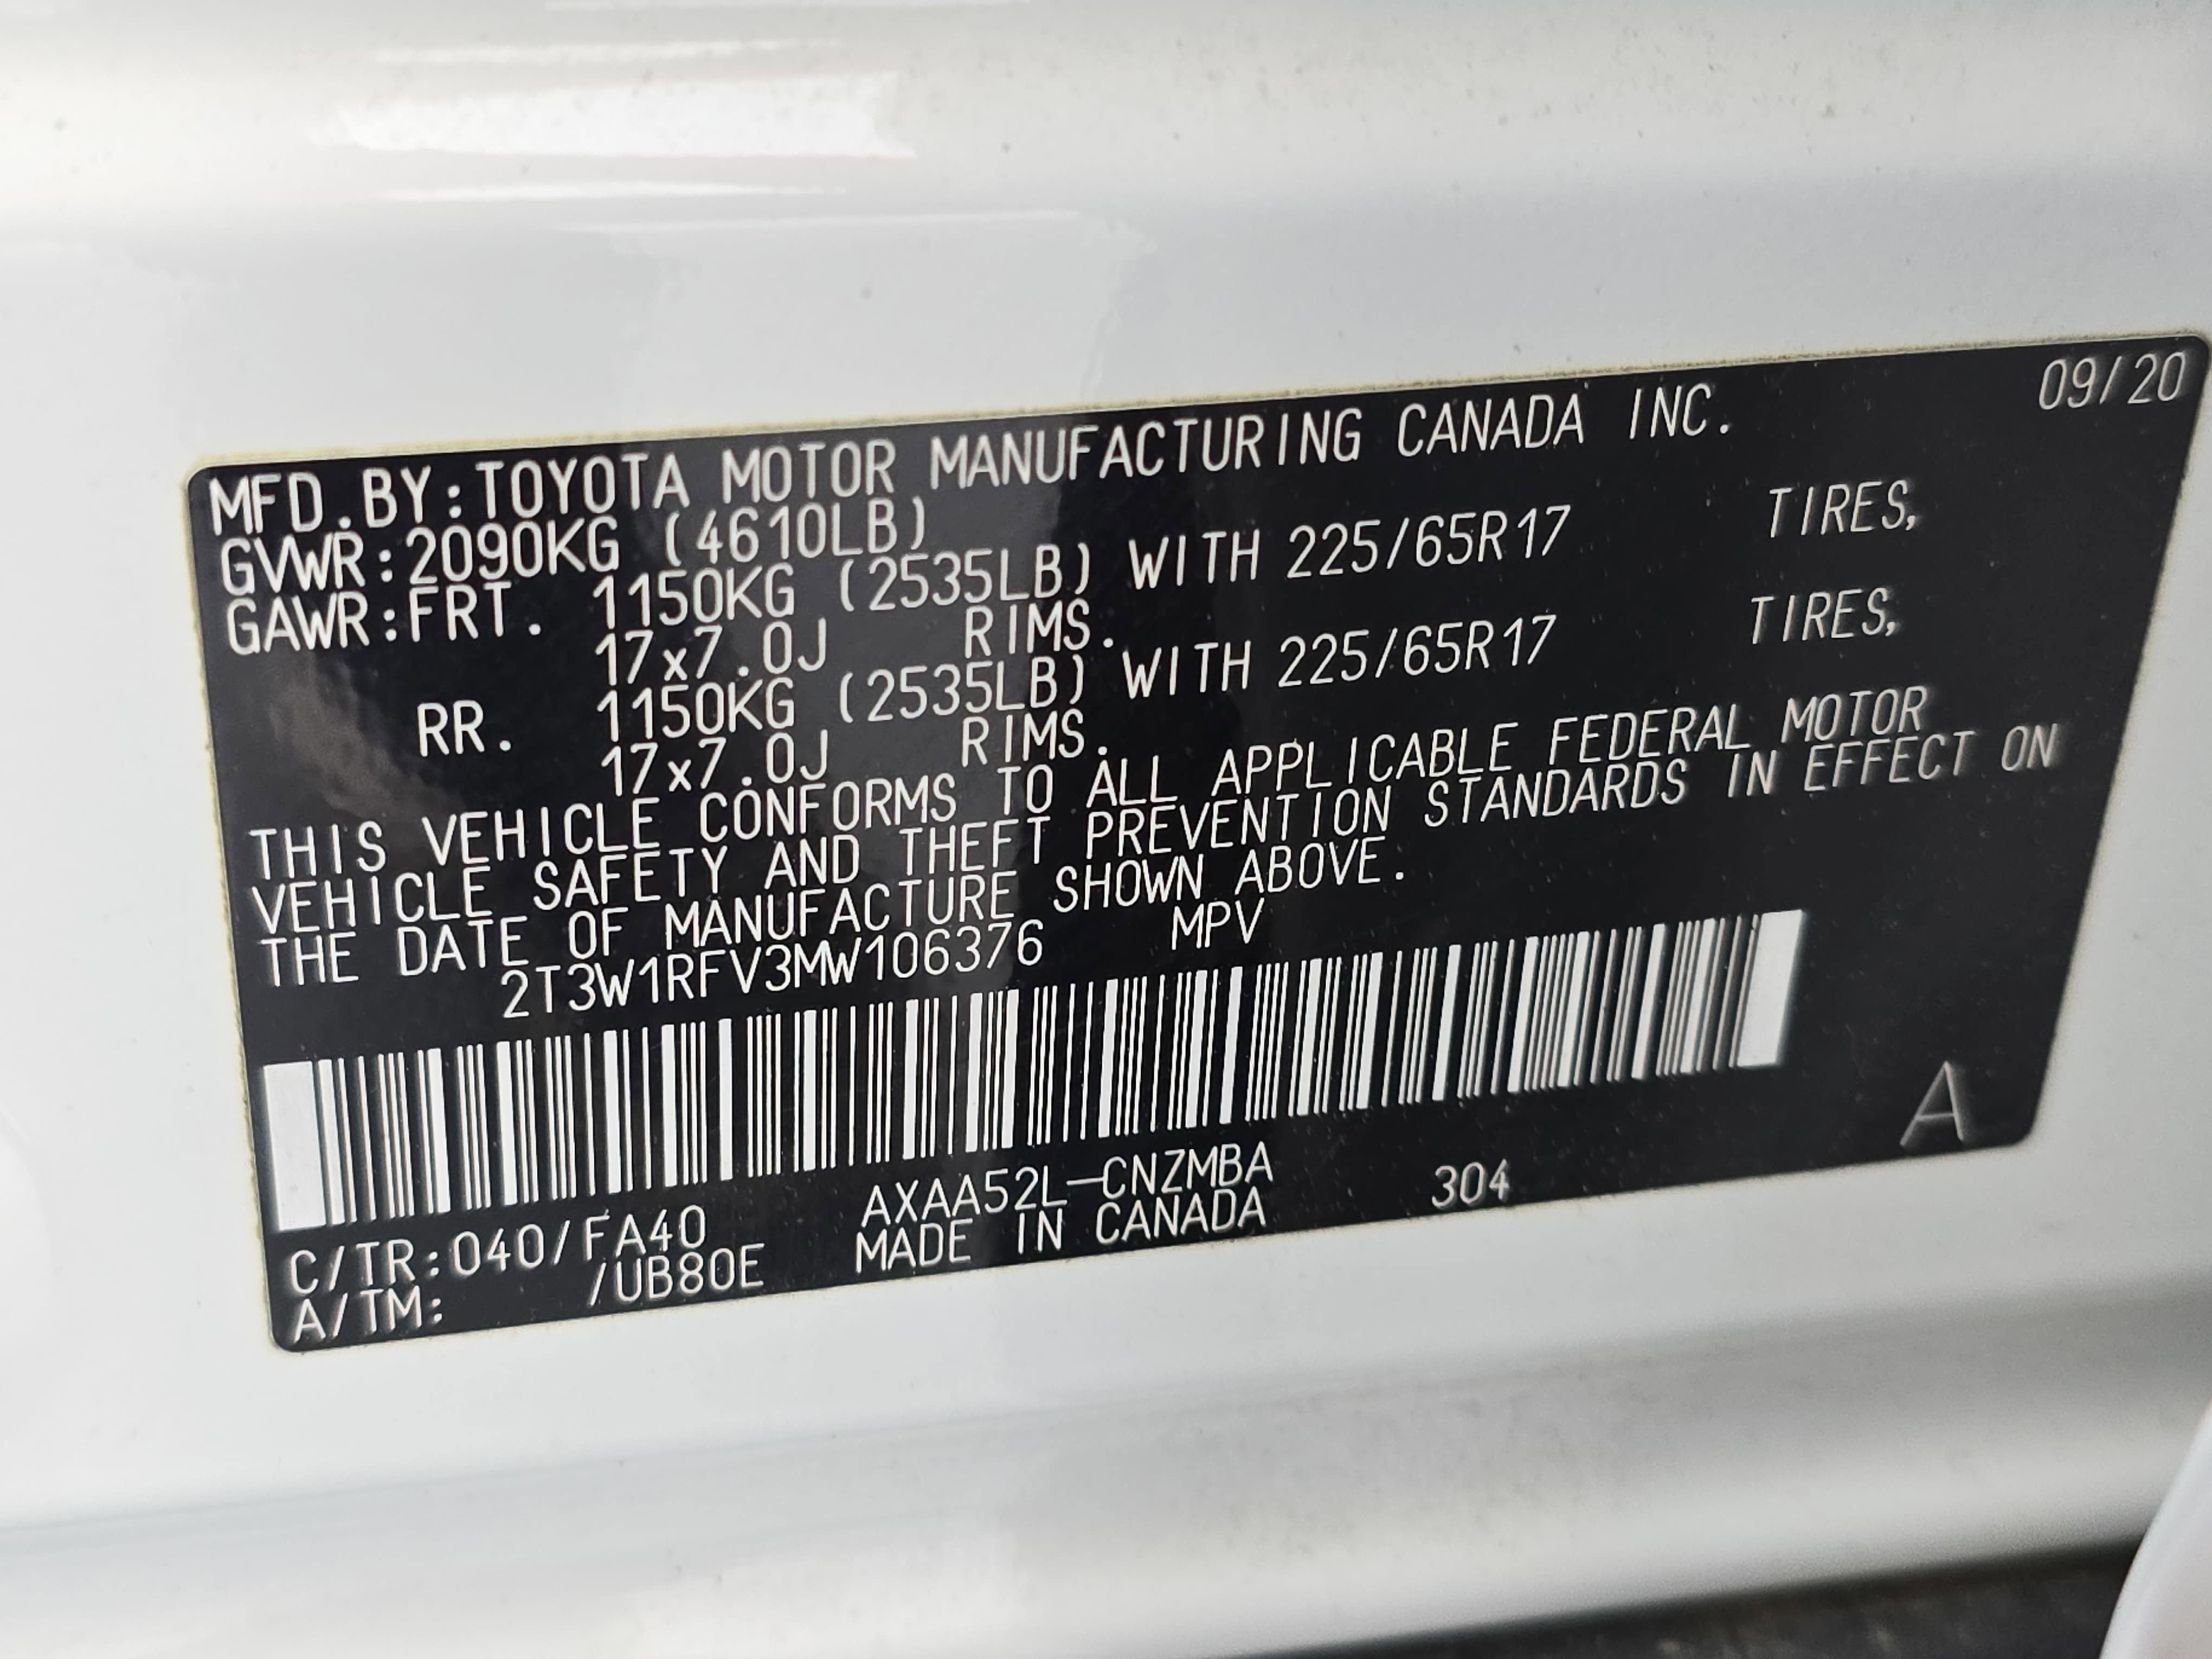 09/20
MFD.BY:TOYOTA MOTOR MANUFACTURING CANADA INC.
GVWR:2090KG (4610LB)
GAWR:FRT. 1150KG (2535LB) WITH 225/65R17 TIRES,
17x7.0J RIMS.
RR. 1150KG (2535LB) WITH 225/65R17 TIRES,
17x7.0J RIMS.
THIS VEHICLE CONFORMS TO ALL APPLICABLE FEDERAL MOTOR
VEHICLE SAFETY AND THEFT PREVENTION STANDARDS IN EFFECT ON
THE DATE OF MANUFACTURE SHOWN ABOVE.
2T3W1RFV3MW106376 MPV
A
C/TR:040/FA40 AXAA52L-CNZMBA 304
A/TM: /UB80E MADE IN CANADA